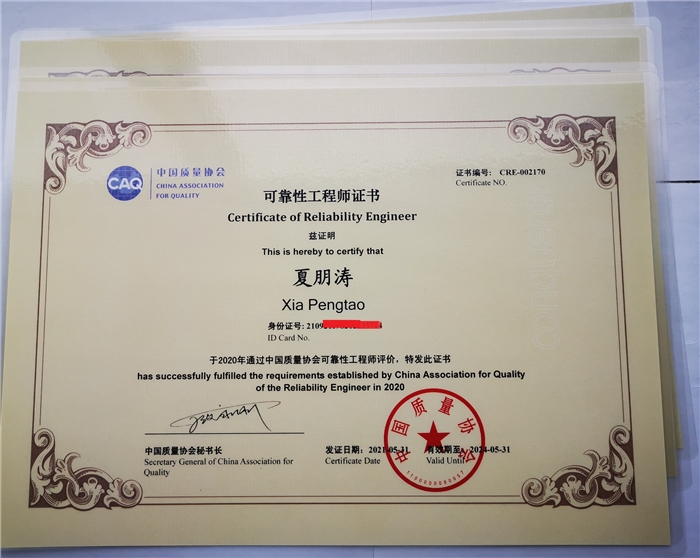 CAQ
中国质量协会
CHINA ASSOCIATION
FOR QUALITY
证书编号: CRE-002170
Certificate NO.
可靠性工程师证书
Certificate of Reliability Engineer
兹证明
This is hereby to certify that
夏朋涛
Xia Pengtao
身份证号:
ID Card No.
于2020年通过中国质量协会可靠性工程师评价，特发此证书
has successfully fulfilled the requirements established by China Association for Quality
of the Reliability Engineer in 2020
中国质量协会秘书长
Secretary General of China Association for
Quality
发证日期: 2021-05-31 有效期至: 2024-05-31
Certificate Date Valid Until
中国质量协会